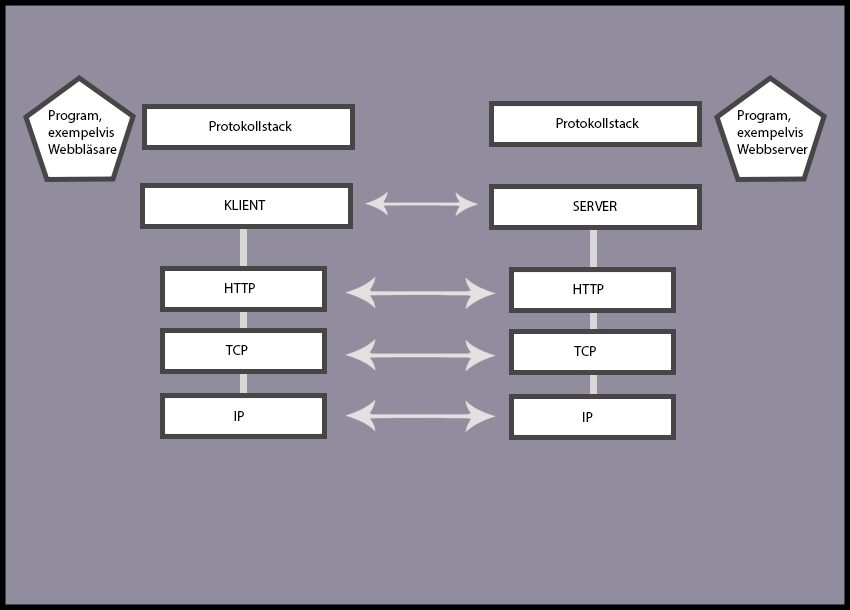 Program,
exempelvis
Webbläsare
Protokollstack
Protokollstack
Program,
exempelvis
Webbserver
KLIENT
SERVER
HTTP
HTTP
TCP
TCP
IP
IP